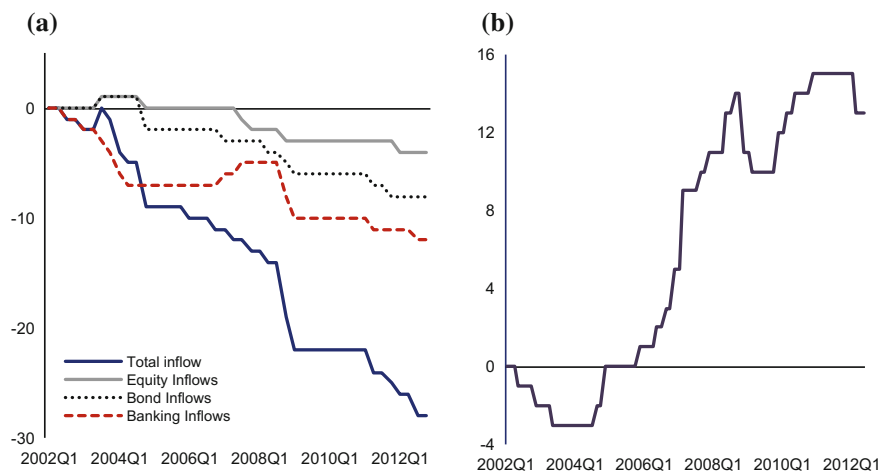 (a)
0
-10
-20
-30
Total inflow
Equity Inflows
Bond Inflows
Banking Inflows
2002Q1 2004Q1 2006Q1 2008Q1 2010Q1 2012Q1
(b)
16
12
8
4
0
-4
2002Q1 2004Q1 2006Q1 2008Q1 2010Q1 2012Q1